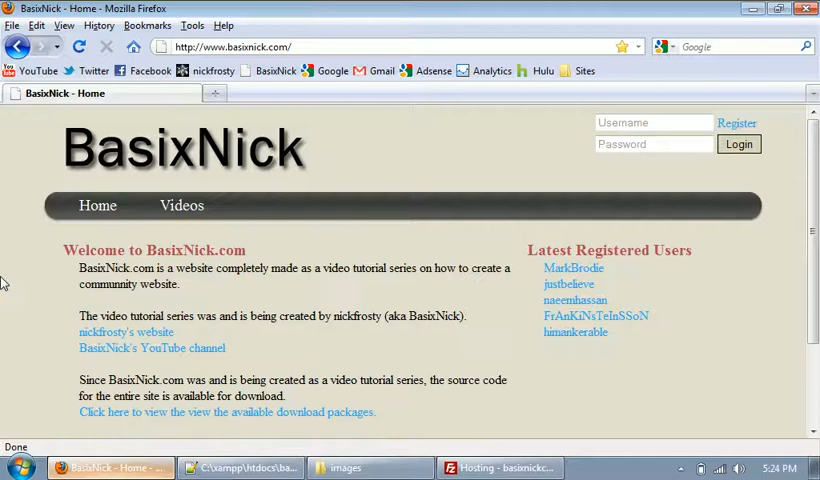 BasixNick - Home - Mozilla Firefox
File Edit View History Bookmarks Tools Help
http://www.basixnick.com/
Google
YouTube Twitter Facebook nickfrosty BasixNick Google Gmail Adsense Analytics Hulu Sites
BasixNick - Home
BasixNick
Username
Register
Password
Login
Home Videos
Welcome to BasixNick.com
BasixNick.com is a website completely made as a video tutorial series on how to create a
communnity website.
The video tutorial series was and is being created by nickfrosty (aka BasixNick).
nickfrosty's website
BasixNick's YouTube channel
Since BasixNick.com was and is being created as a video tutorial series, the source code
for the entire site is available for download.
Click here to view the view the available download packages.
Latest Registered Users
MarkBrodie
justbelieve
naeemhassan
FrAnKiNsTeInSSoN
himankerable
Done
BasixNick - Home - ...
C:\xampp\htdocs\ba...
images
Hosting - basixnickc...
5:24 PM